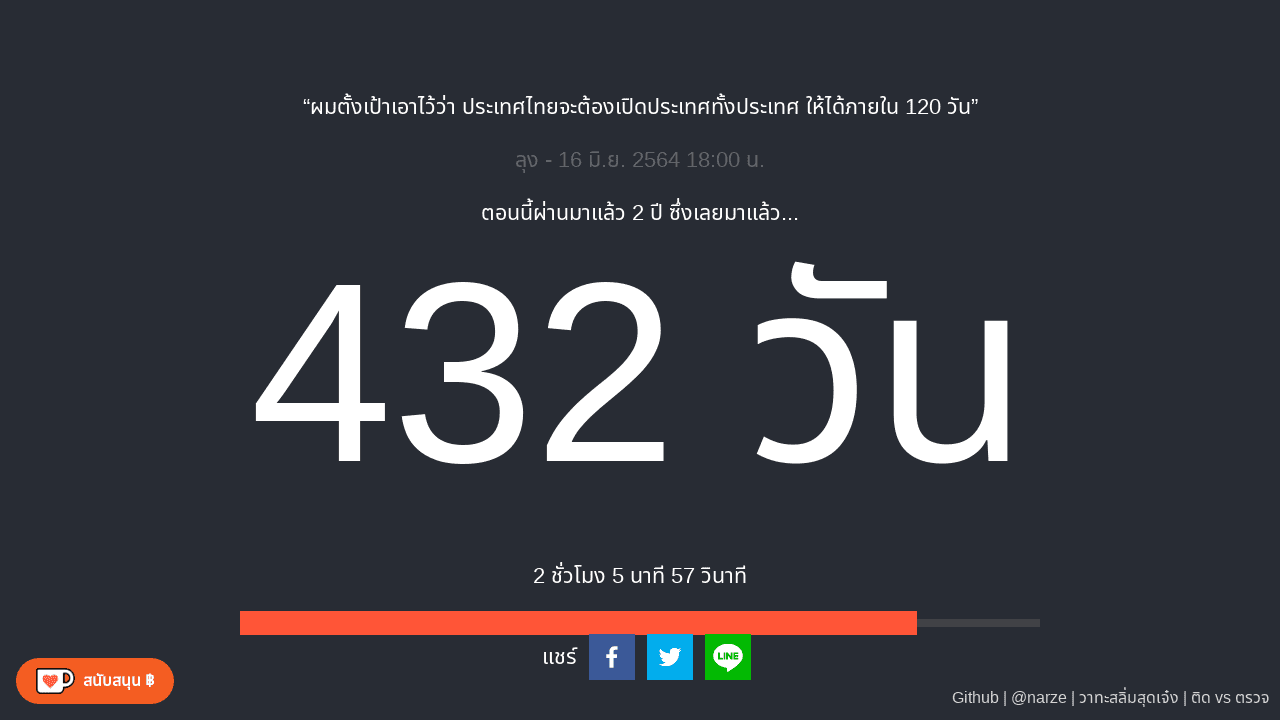 “ผมตั้งเป้าเอาไว้ว่า ประเทศไทยจะต้องเปิดประเทศทั้งประเทศ ให้ได้ภายใน 120 วัน”
ลุง - 16 มิ.ย. 2564 18:00 น.
ตอนนี้ผ่านมาแล้ว 2 ปี ซึ่งเลยมาแล้ว...
432 วัน
2 ชั่วโมง 5 นาที 57 วินาที
แชร์
LINE
สนับสนุน ฿
Github | @narze | วาทะสลิ่มสุดเจ๋ง | ติด vs ตรวจ